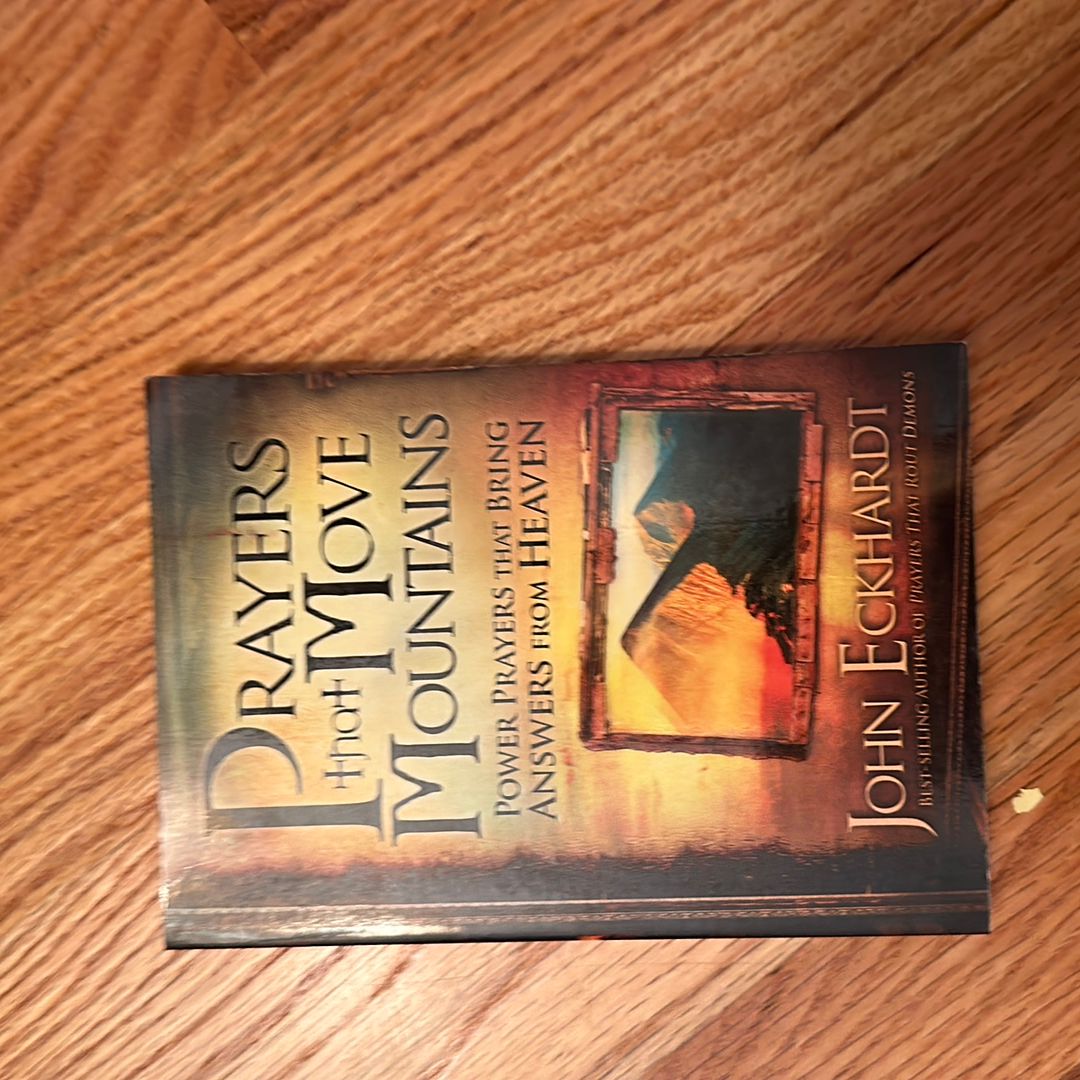 PRAYERS
that MOVE
MOUNTAINS
POWER PRAYERS THAT BRING
ANSWERS FROM HEAVEN
JOHN ECKHARDT
BEST-SELLING AUTHOR OF PRAYERS THAT ROUT DEMONS